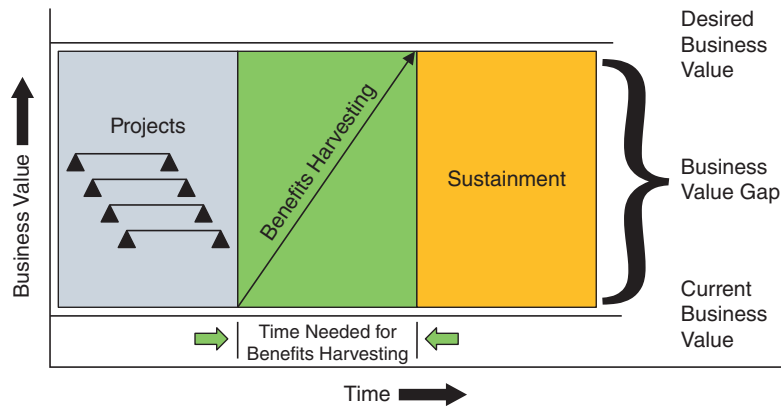 Desired
Business
Value
Projects
Benefits Harvesting
Sustainment
Business
Value Gap
Business Value
Current
Business
Value
Time Needed for
Benefits Harvesting
Time